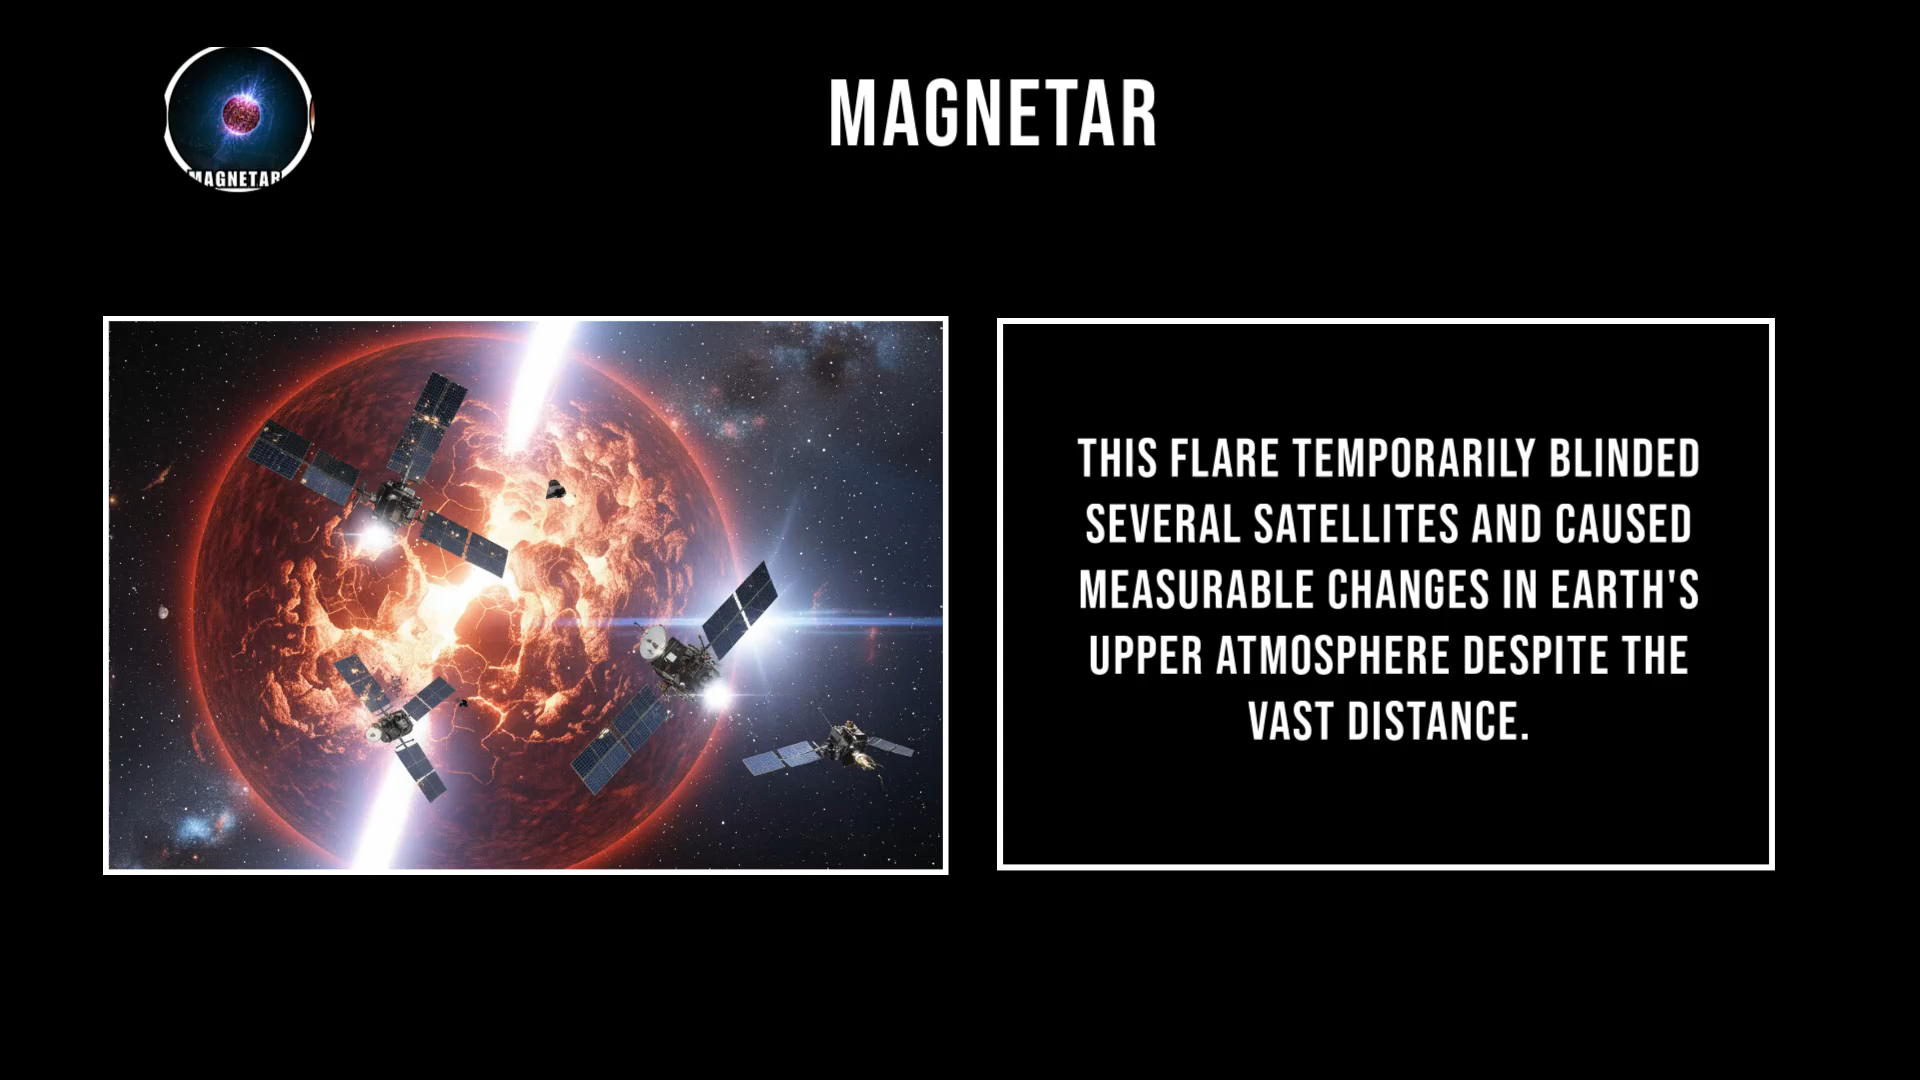 MAGNETAR
MAGNETAR
THIS FLARE TEMPORARILY BLINDED
SEVERAL SATELLITES AND CAUSED
MEASURABLE CHANGES IN EARTH'S
UPPER ATMOSPHERE DESPITE THE
VAST DISTANCE.